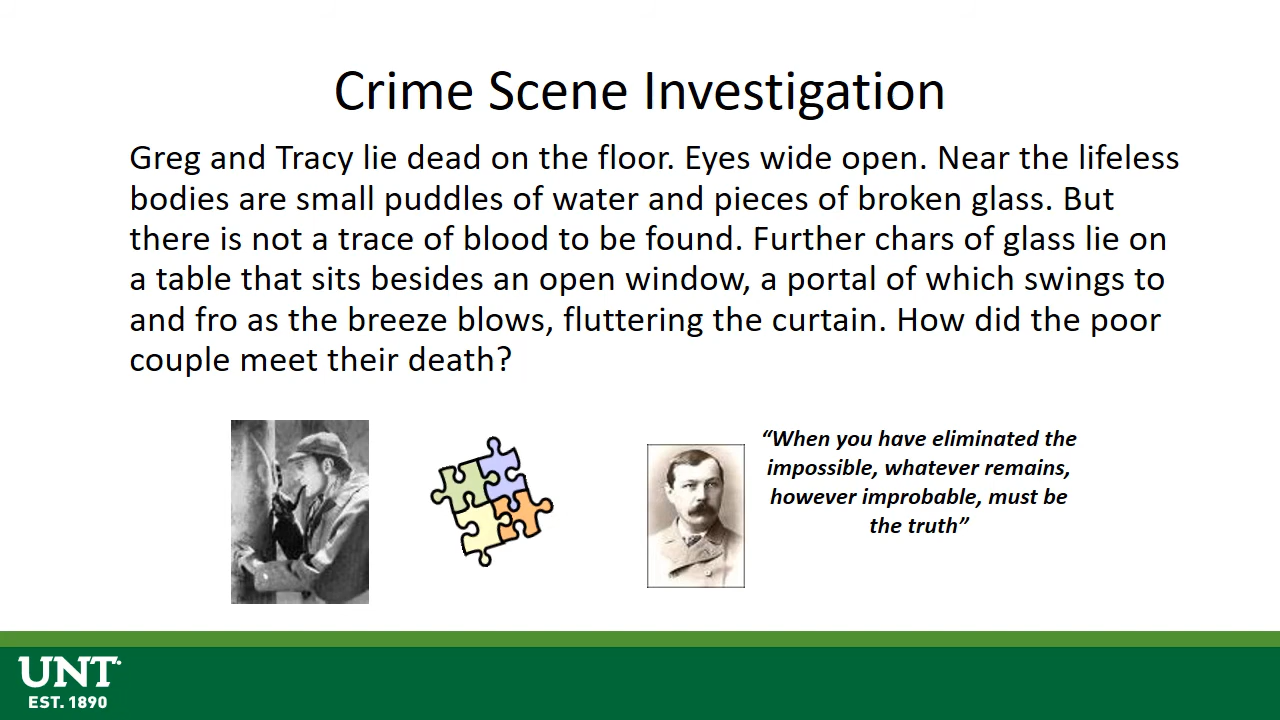 Crime Scene Investigation
Greg and Tracy lie dead on the floor. Eyes wide open. Near the lifeless
bodies are small puddles of water and pieces of broken glass. But
there is not a trace of blood to be found. Further chars of glass lie on
a table that sits besides an open window, a portal of which swings to
and fro as the breeze blows, fluttering the curtain. How did the poor
couple meet their death?
“When you have eliminated the
impossible, whatever remains,
however improbable, must be
the truth”
UNT
EST. 1890